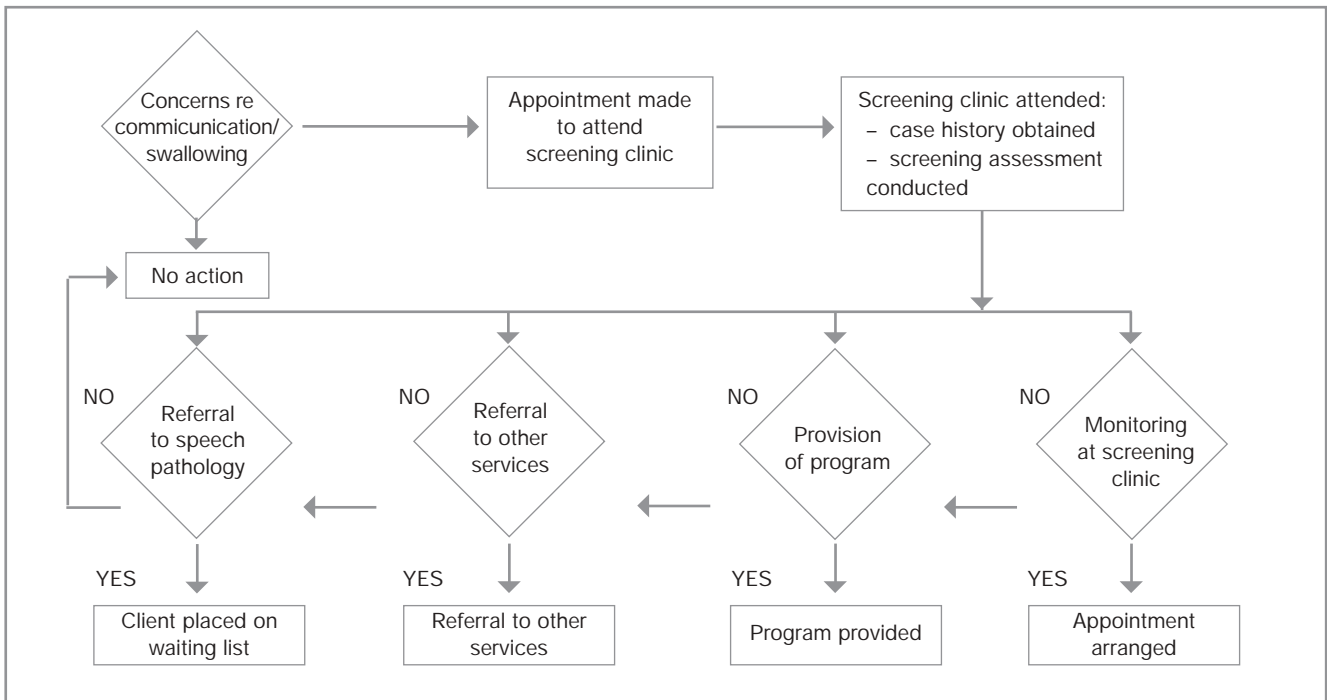 Concerns re
commicunication/
swallowing
Appointment made
to attend
screening clinic
Screening clinic attended:
– case history obtained
– screening assessment
conducted
No action
NO
Referral
to speech
pathology
NO
Referral
to other
services
NO
Provision
of program
NO
Monitoring
at screening
clinic
YES
Client placed on
waiting list
YES
Referral to other
services
YES
Program provided
YES
Appointment
arranged